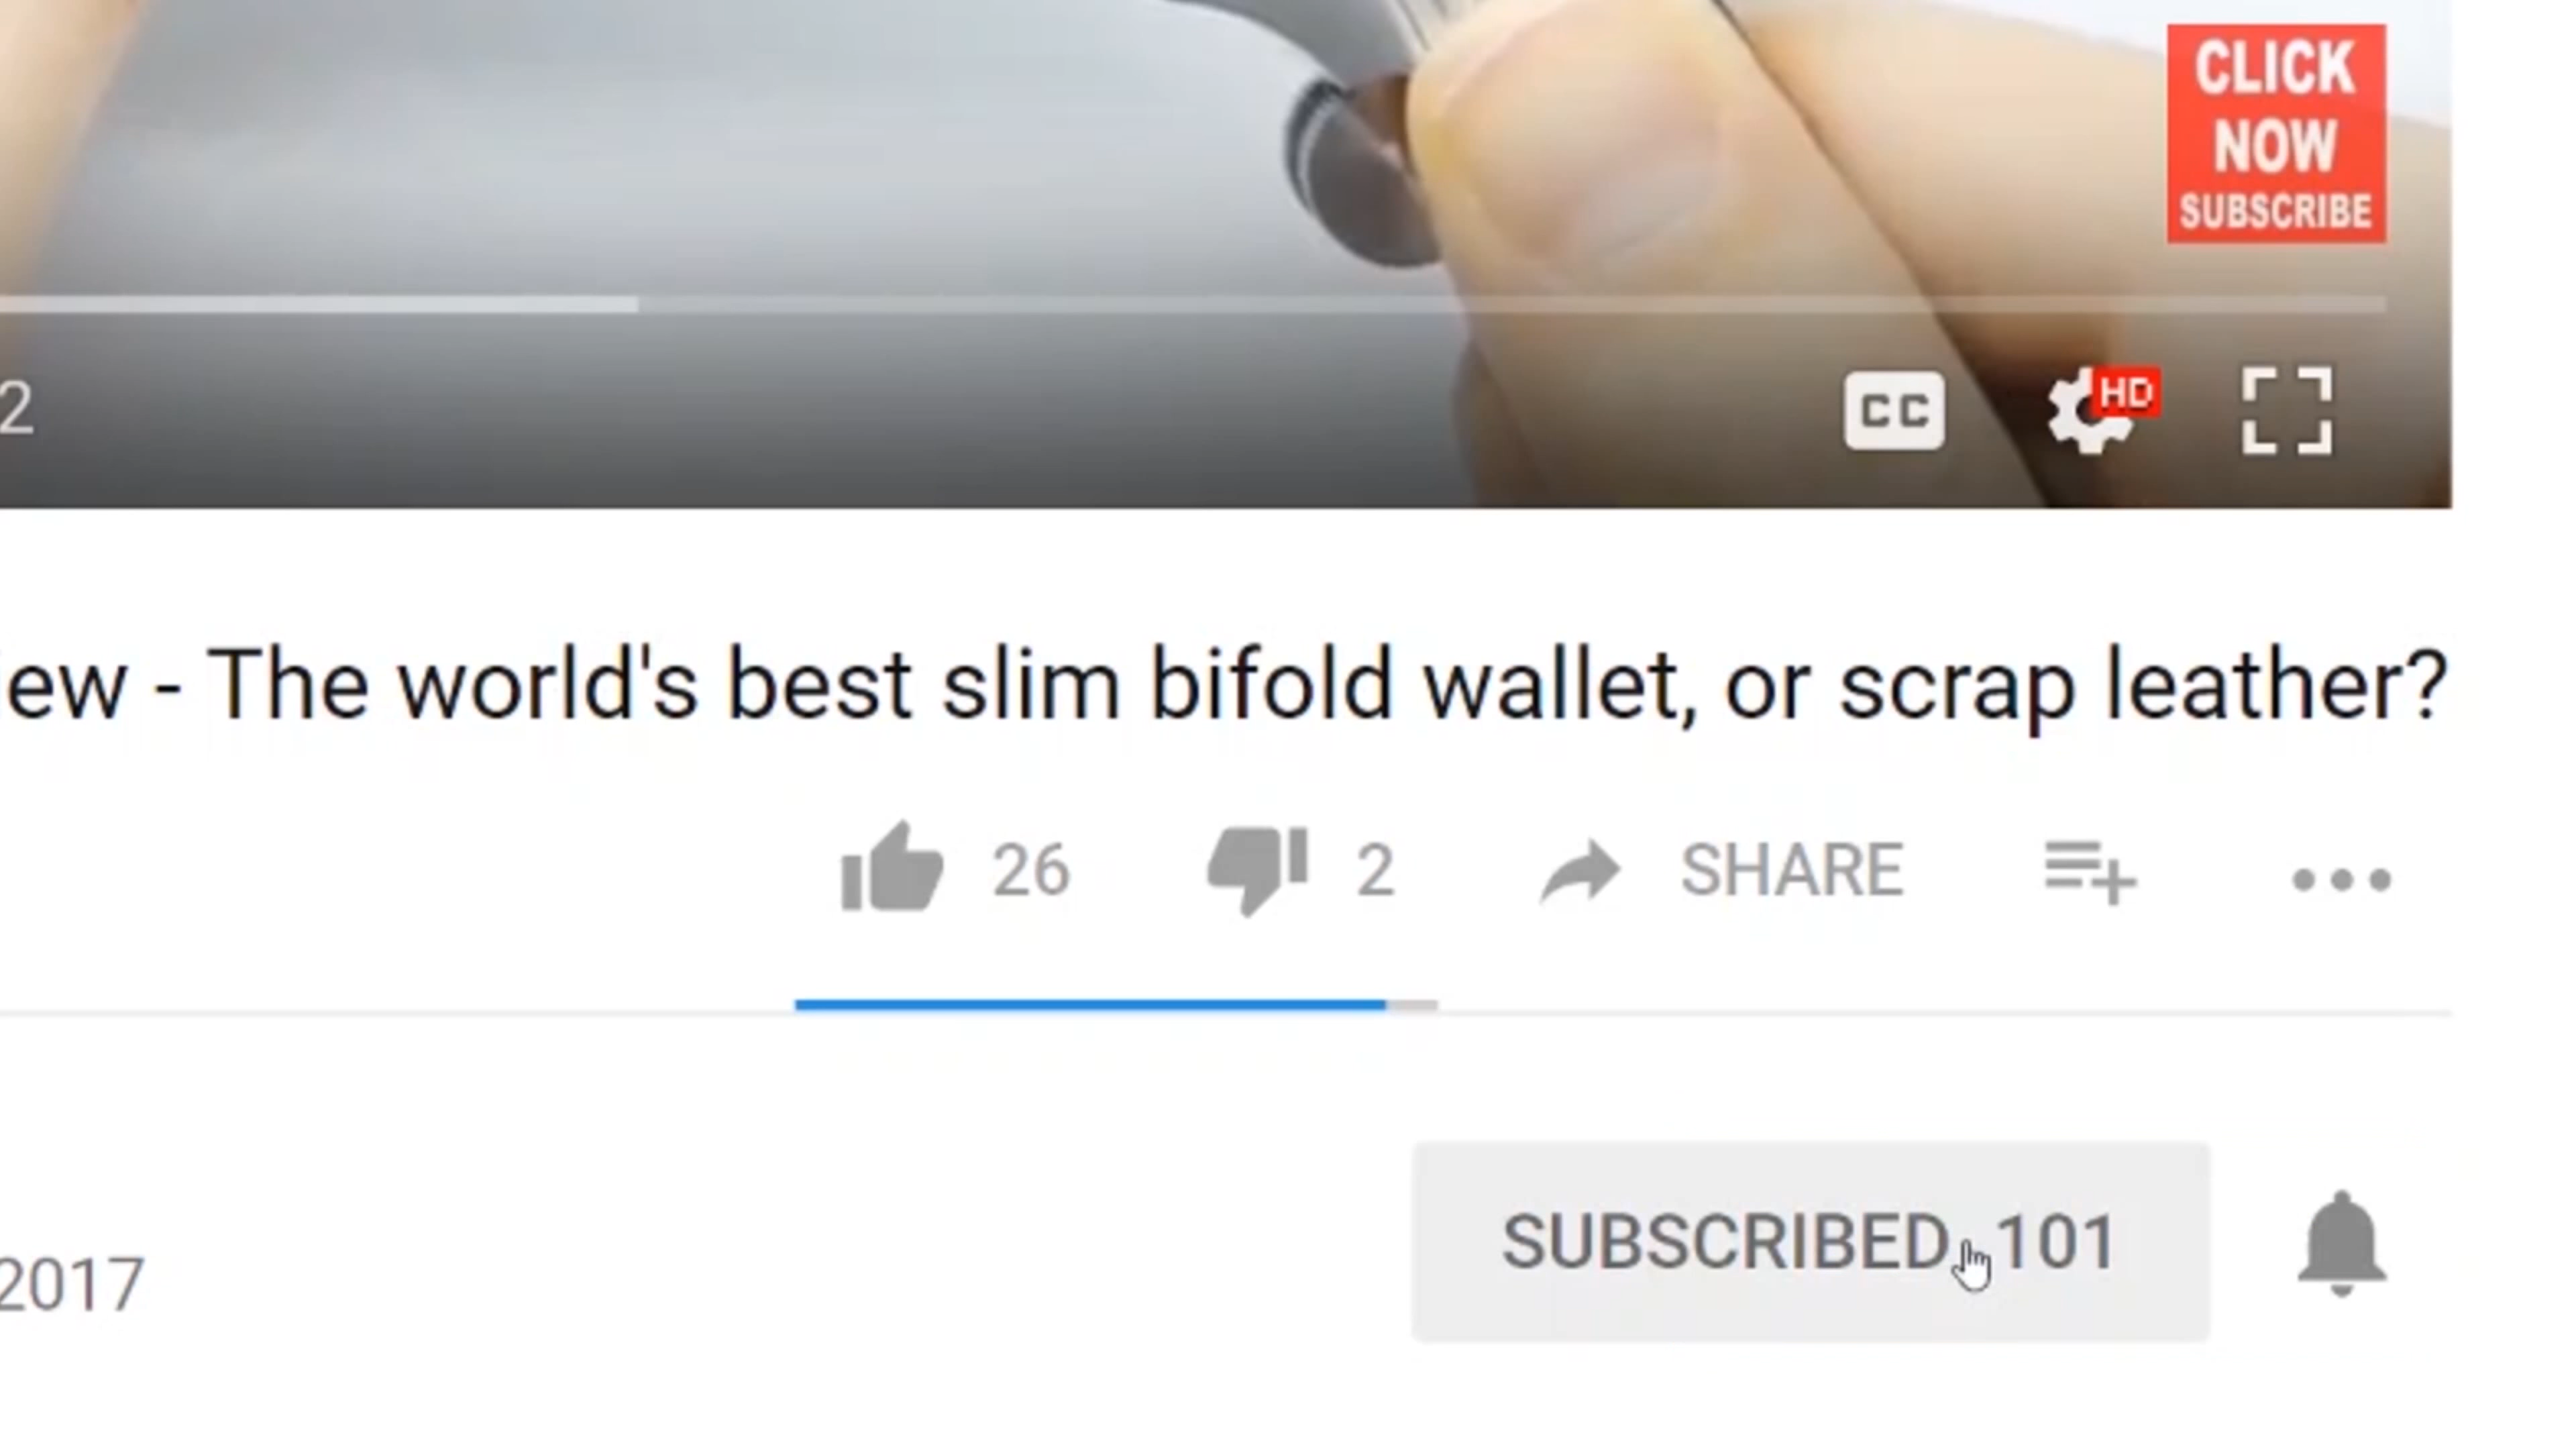 CLICK
NOW
SUBSCRIBE
2
CC
HD
ew - The world's best slim bifold wallet, or scrap leather?
26 2 SHARE
SUBSCRIBED 101
2017